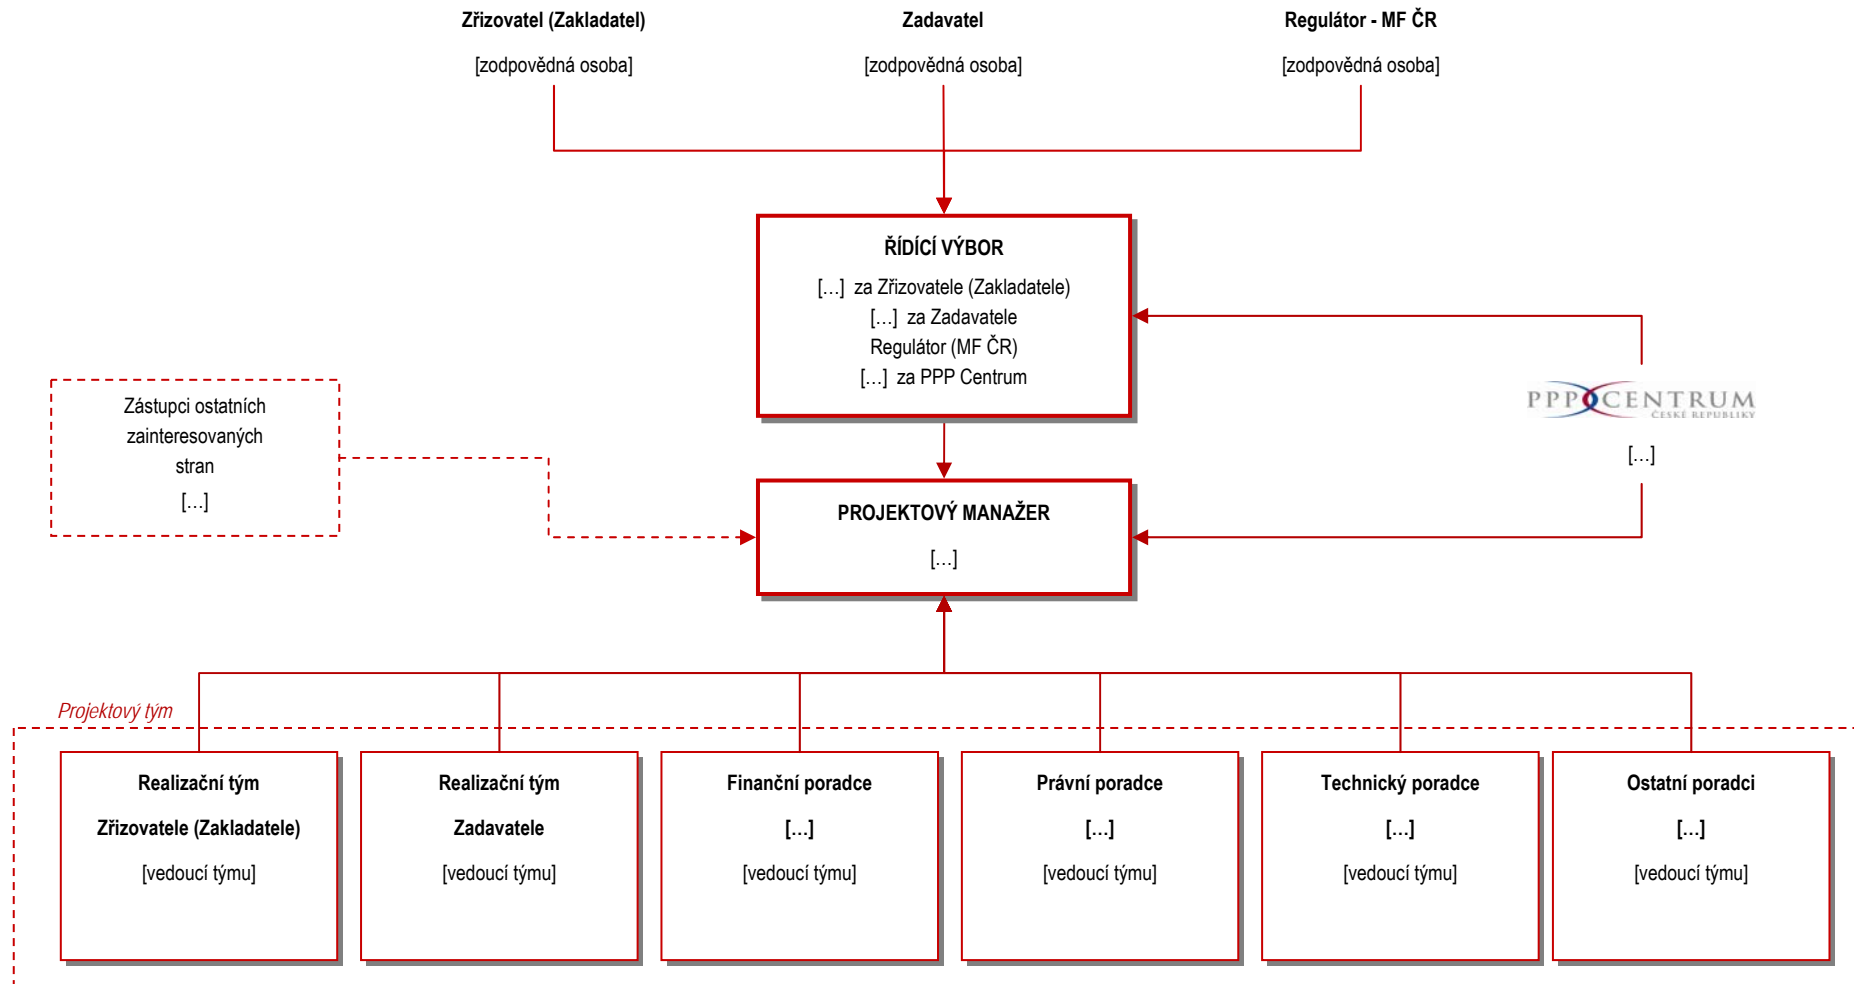 Zřizovatel (Zakladatel)
[zodpovědná osoba]
Zadavatel
[zodpovědná osoba]
Regulátor - MF ČR
[zodpovědná osoba]
ŘÍDÍCÍ VÝBOR
[…] za Zřizovatele (Zakladatele)
[…] za Zadavatele
Regulátor (MF ČR)
[…] za PPP Centrum
Zástupci ostatních
zainteresovaných
stran
[…]
PPP CENTRUM
ČESKÉ REPUBLIKY
[…]
PROJEKTOVÝ MANAŽER
[…]
Projektový tým
Realizační tým
Zřizovatele (Zakladatele)
[vedoucí týmu]
Realizační tým
Zadavatele
[vedoucí týmu]
Finanční poradce
[…]
[vedoucí týmu]
Právní poradce
[…]
[vedoucí týmu]
Technický poradce
[…]
[vedoucí týmu]
Ostatní poradci
[…]
[vedoucí týmu]